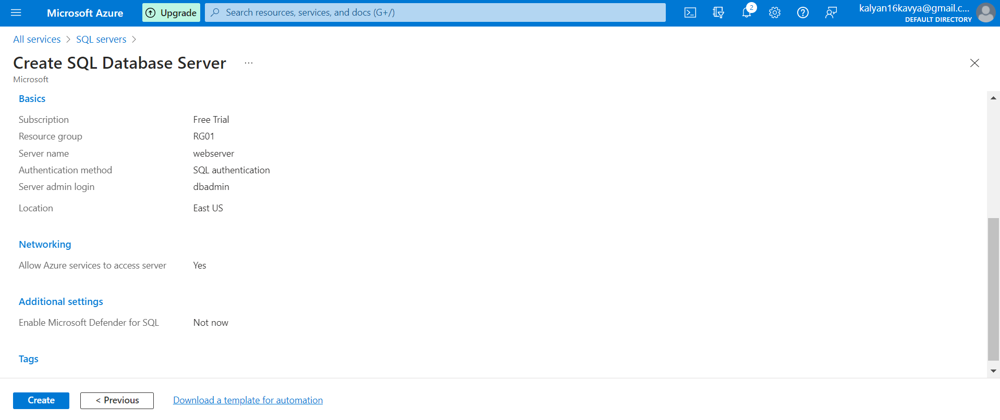 Microsoft Azure
Upgrade
Search resources, services, and docs (G+/)
2
kalyan16kavya@gmail.c...
DEFAULT DIRECTORY
All services > SQL servers >
Create SQL Database Server ...
Microsoft
Basics
Subscription Free Trial
Resource group RG01
Server name webserver
Authentication method SQL authentication
Server admin login dbadmin
Location East US
Networking
Allow Azure services to access server Yes
Additional settings
Enable Microsoft Defender for SQL Not now
Tags
Create < Previous Download a template for automation